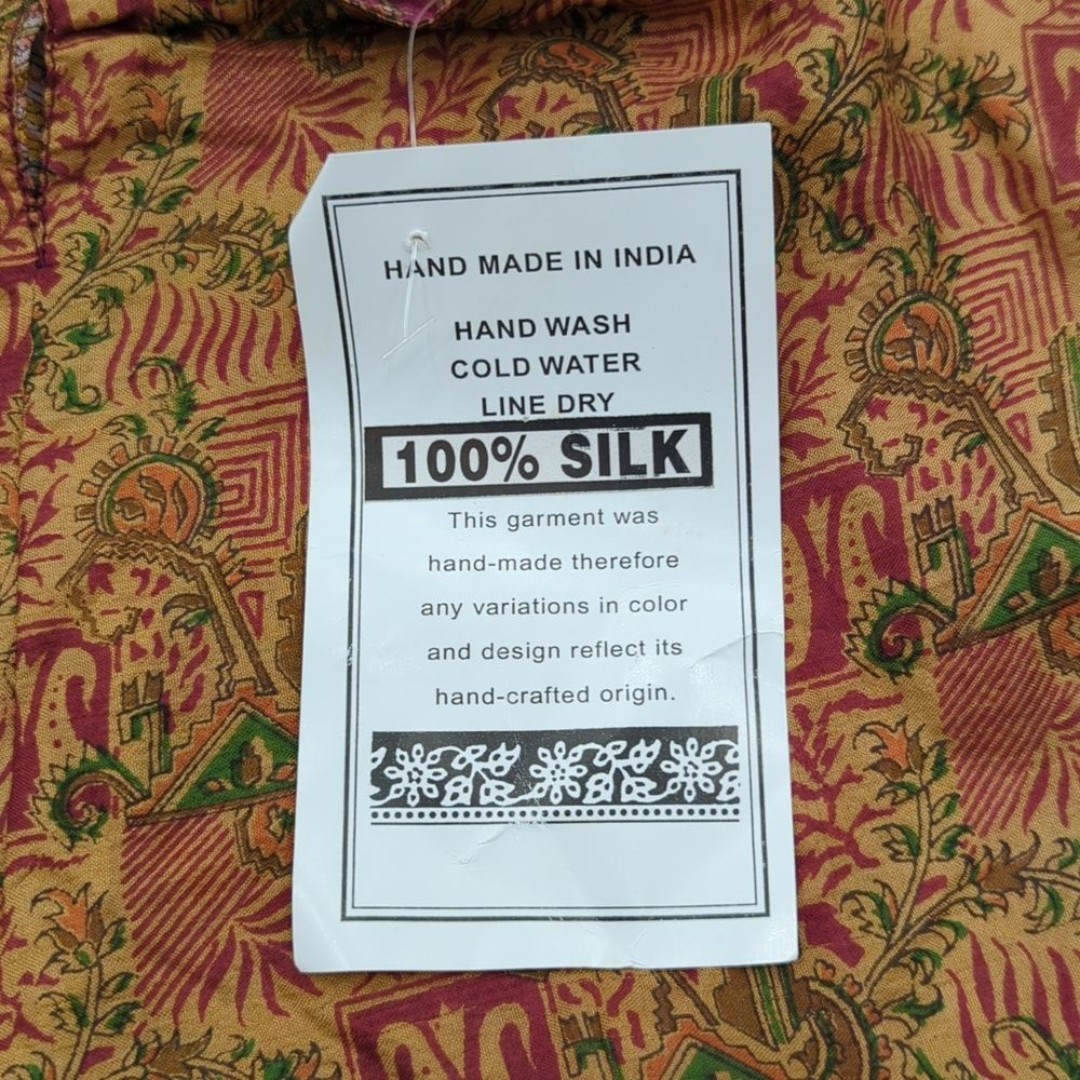 HAND MADE IN INDIA
HAND WASH
COLD WATER
LINE DRY
100% SILK
This garment was
hand-made therefore
any variations in color
and design reflect its
hand-crafted origin.